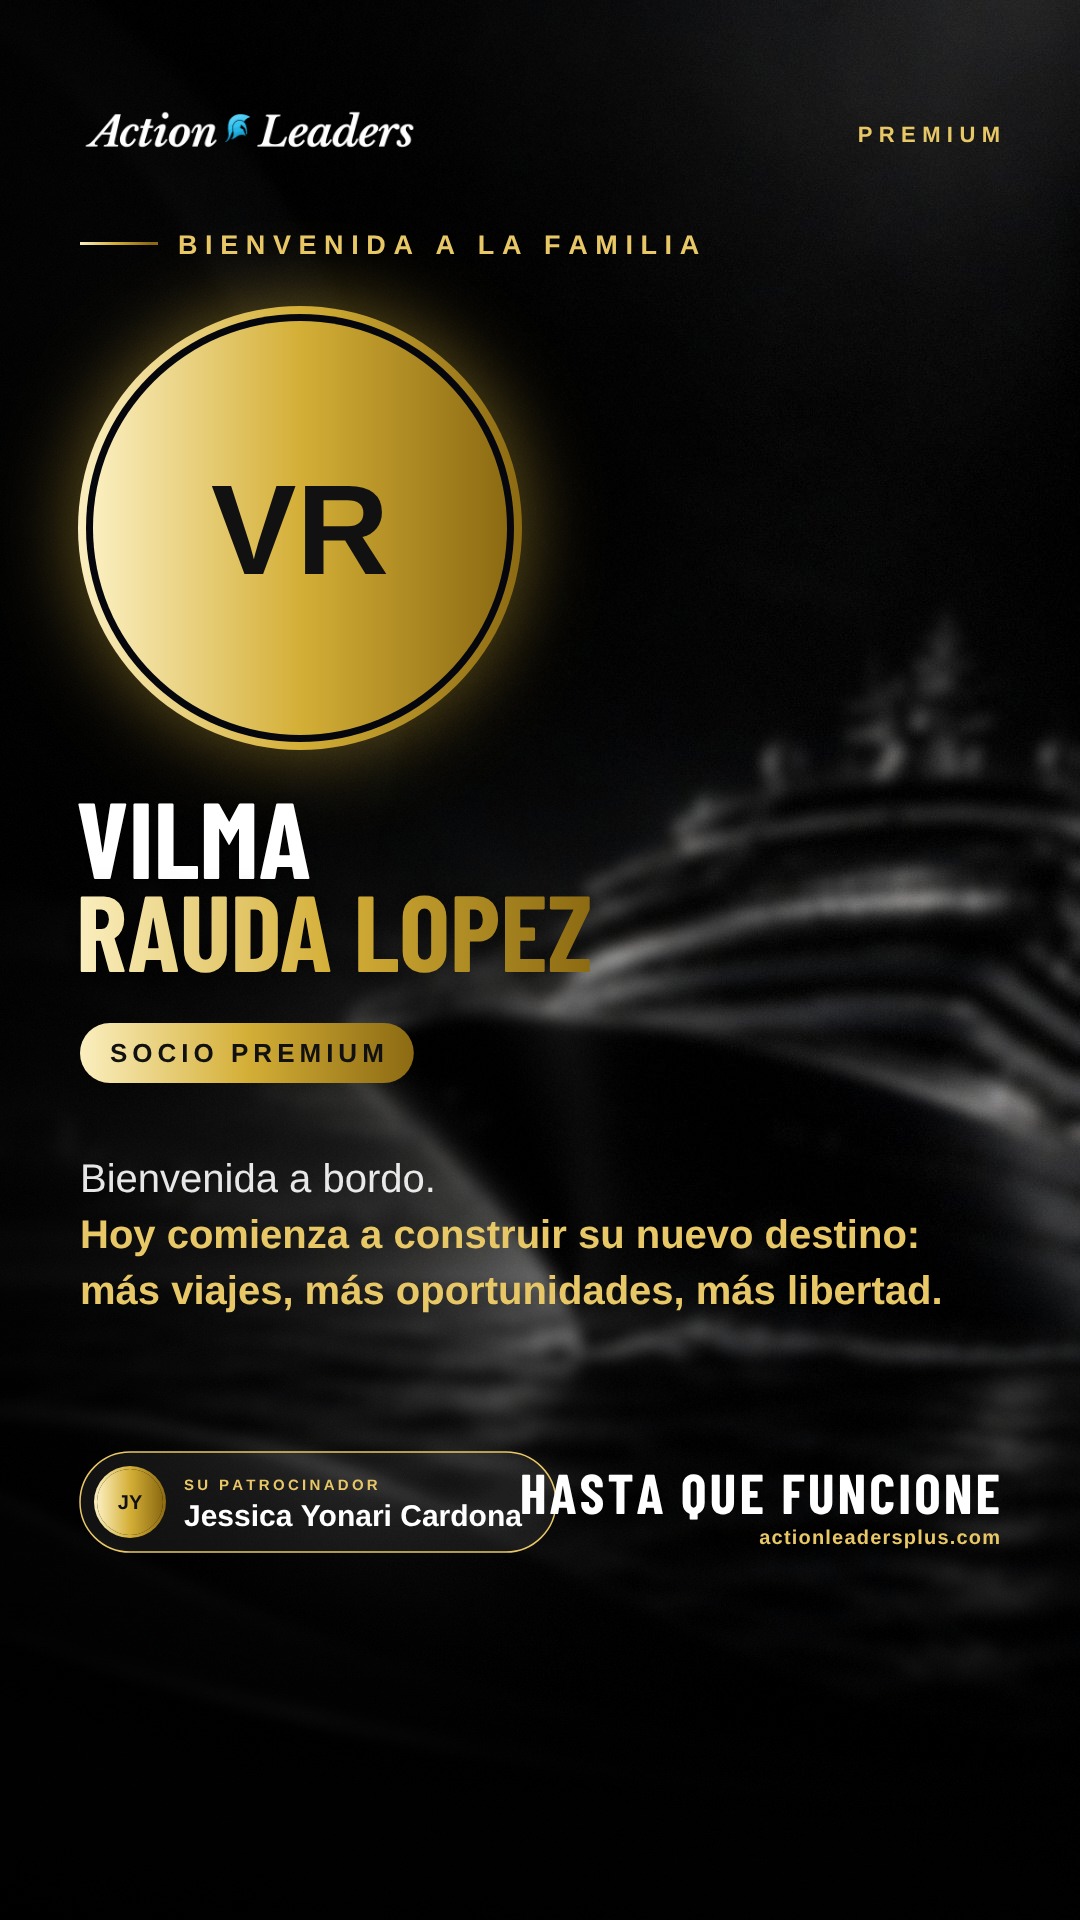 Action Leaders
PREMIUM
BIENVENIDA A LA FAMILIA
VR
VILMA
RAUDA LOPEZ
SOCIO PREMIUM
Bienvenida a bordo.
Hoy comienza a construir su nuevo destino:
más viajes, más oportunidades, más libertad.
JY
SU PATROCINADOR
Jessica Yonari Cardona
HASTA QUE FUNCIONE
actionleadersplus.com